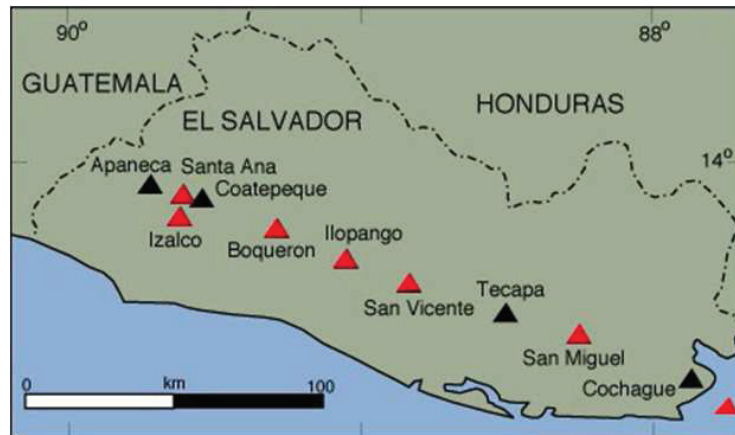 90° 88°
GUATEMALA
HONDURAS
EL SALVADOR
14°
Apaneca Santa Ana
Coatepeque
Izalco
Boqueron
Ilopango
San Vicente
Tecapa
San Miguel
Cochague
0 km 100